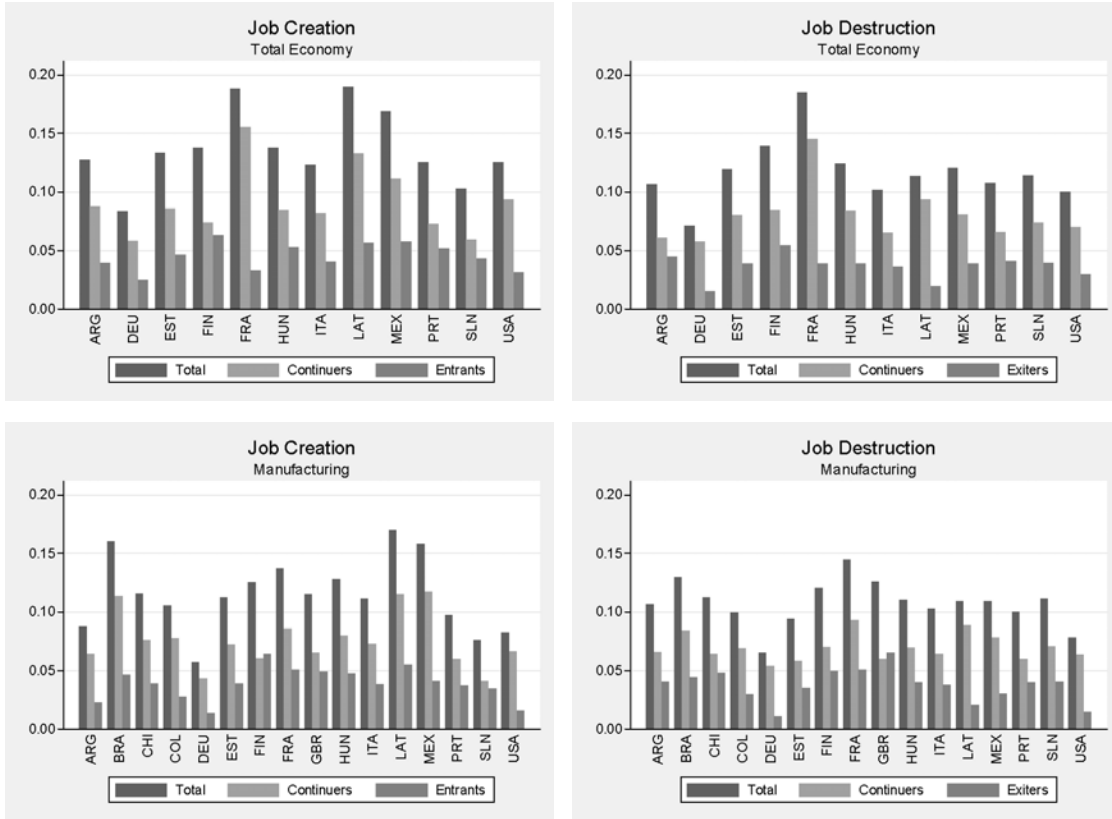 Job Creation
Total Economy
0.20
0.15
0.10
0.05
0.00
ARG DEU EST FIN FRA HUN ITA LAT MEX PRT SLN USA
Total Continuers Entrants
Job Destruction
Total Economy
0.20
0.15
0.10
0.05
0.00
ARG DEU EST FIN FRA HUN ITA LAT MEX PRT SLN USA
Total Continuers Exiters
Job Creation
Manufacturing
0.20
0.15
0.10
0.05
0.00
ARG BRA CHI COL DEU EST FIN FRA GBR HUN ITA LAT MEX PRT SLN USA
Total Continuers Entrants
Job Destruction
Manufacturing
0.20
0.15
0.10
0.05
0.00
ARG BRA CHI COL DEU EST FIN FRA GBR HUN ITA LAT MEX PRT SLN USA
Total Continuers Exiters